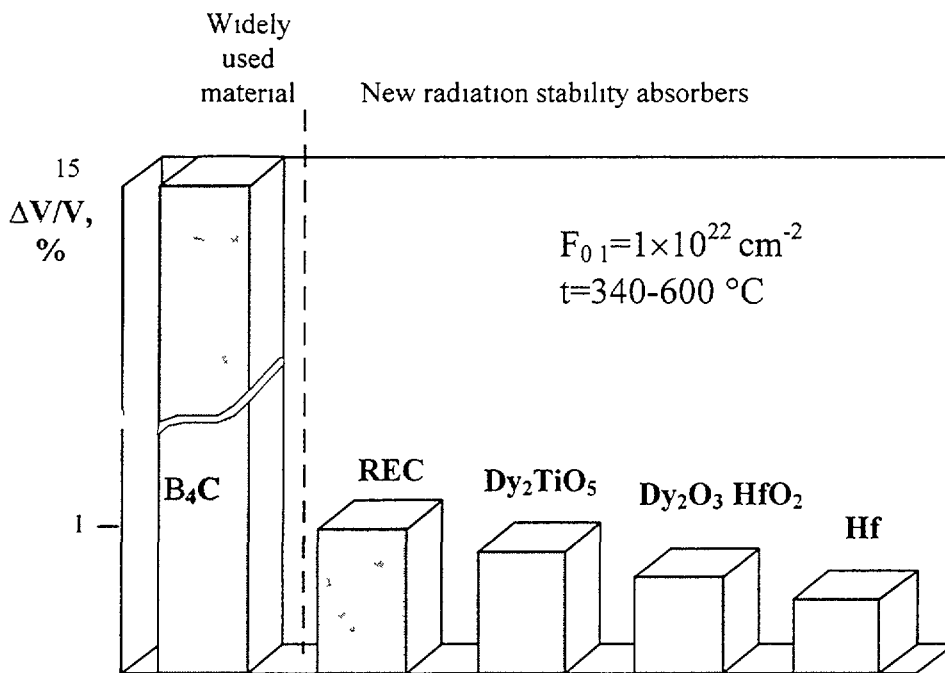 Widely
used
material
New radiation stability absorbers
15
ΔV/V,
%
F₀ ₁=1×10²² cm⁻²
t=340-600 °C
B₄C
REC
Dy₂TiO₅
Dy₂O₃ HfO₂
Hf
1